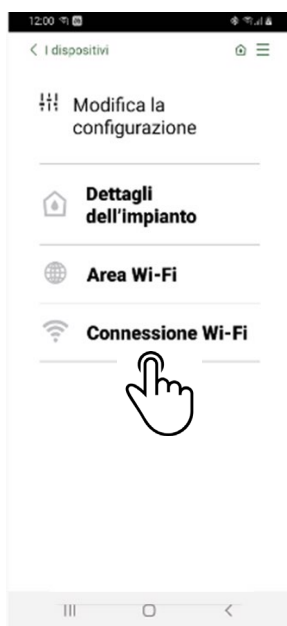 12:00
I dispositivi
Modifica la
configurazione
Dettagli
dell'impianto
Area Wi-Fi
Connessione Wi-Fi